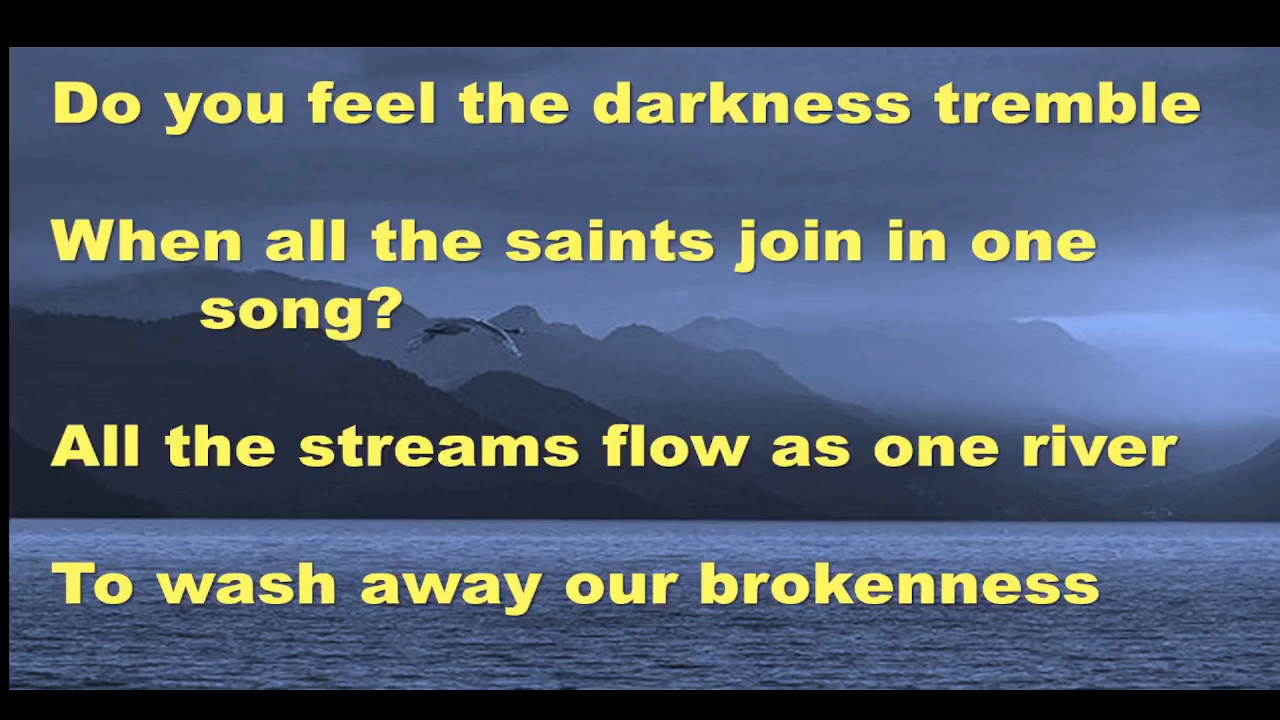 Do you feel the darkness tremble
When all the saints join in one
song?
All the streams flow as one river
To wash away our brokenness